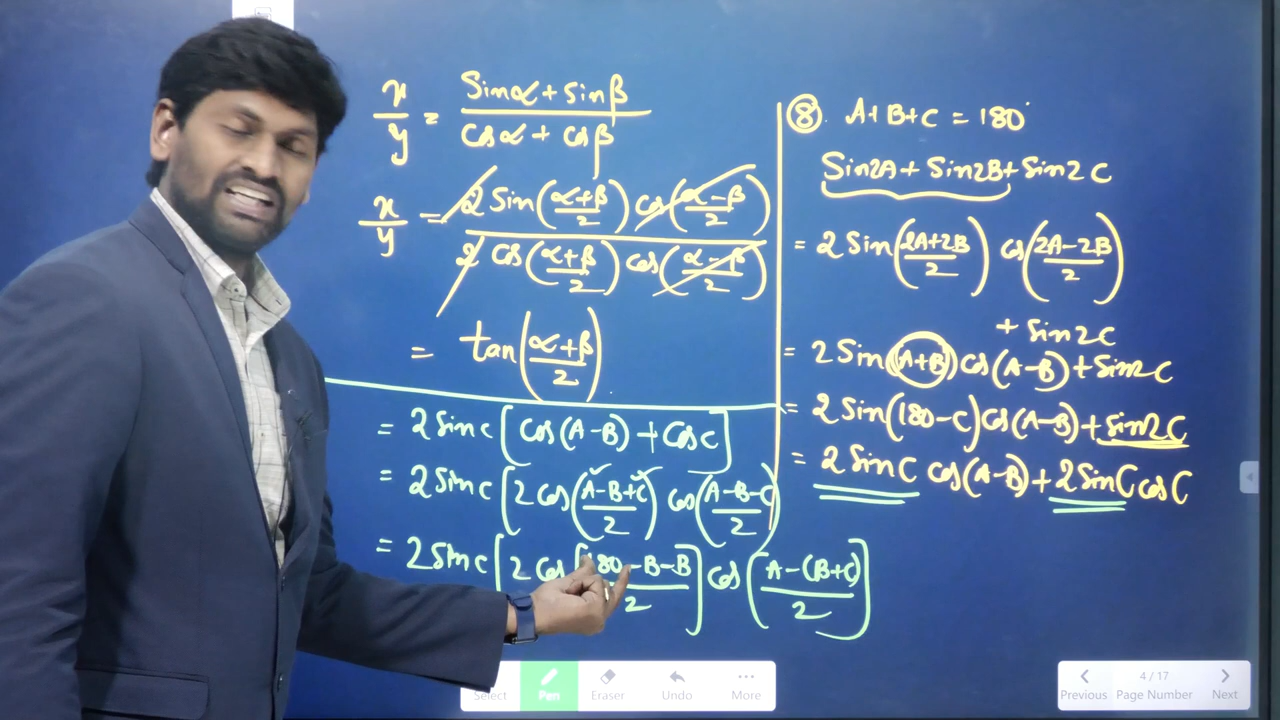 x/y = Sinα + sinβ / cosα + cosβ
x/y = 2 Sin(α+β/2) cos(α-β/2) / 2 cos(α+β/2) cos(α-β/2)
= tan(α+β/2)
= 2 Sinc [Cos(A-B) + Cosc]
= 2 Sinc [2 cos(A-B+C/2) cos(A-B-C/2)
= 2 Sinc [2 cos[180-B-B/2] cos(A-(B+C)/2)
⑧. A+B+C = 180°
Sin2A + Sin2B + Sin2C
= 2 Sin(2A+2B/2) cos(2A-2B/2)
+ Sin2C
= 2 Sin(A+B) cos(A-B) + Sin2C
= 2 Sin(180-C) cos(A-B) + sin2C
= 2 SinC cos(A-B) + 2 SinC cosC
Select Pen Eraser Undo More
4 / 17
Previous Page Number Next